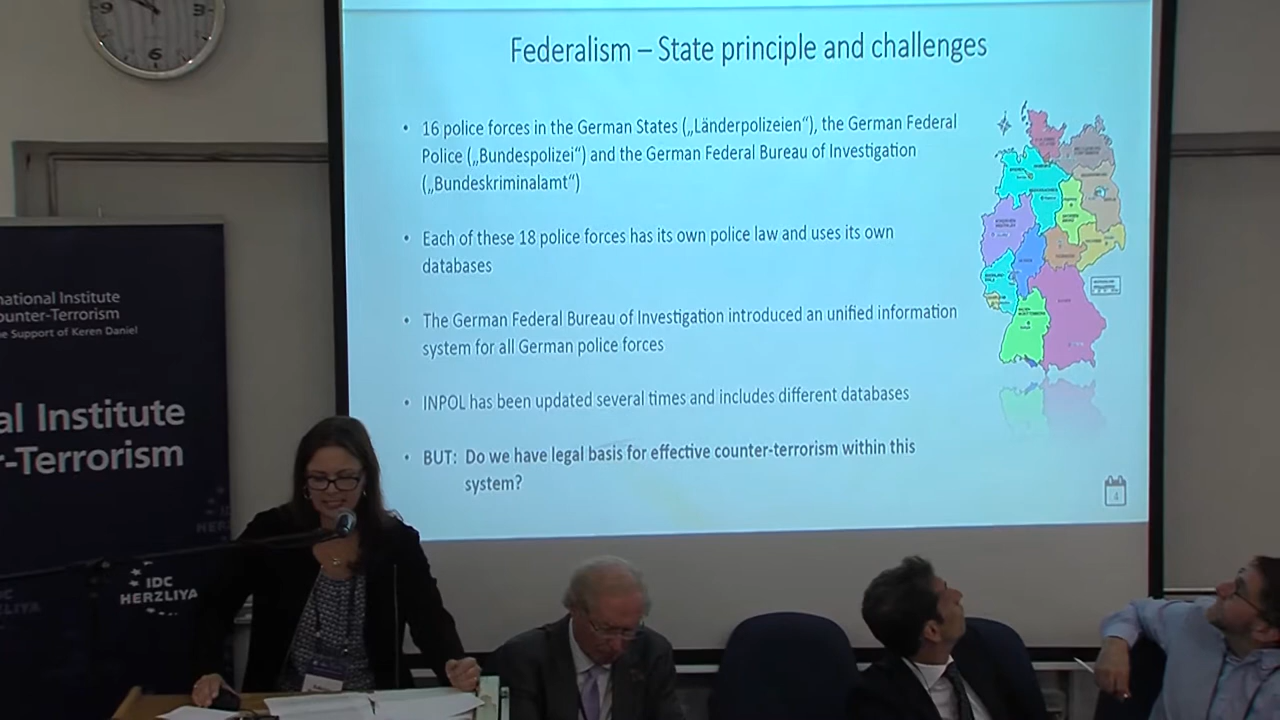 9
3
6
Federalism – State principle and challenges
• 16 police forces in the German States („Länderpolizeien“), the German Federal
Police („Bundespolizei“) and the German Federal Bureau of Investigation
(„Bundeskriminalamt“)
• Each of these 18 police forces has its own police law and uses its own
databases
• The German Federal Bureau of Investigation introduced an unified information
system for all German police forces
• INPOL has been updated several times and includes different databases
• BUT: Do we have legal basis for effective counter-terrorism within this
system?
4
national Institute
ounter-Terrorism
e Support of Keren Daniel
al Institute
r-Terrorism
IDC
HERZLIYA